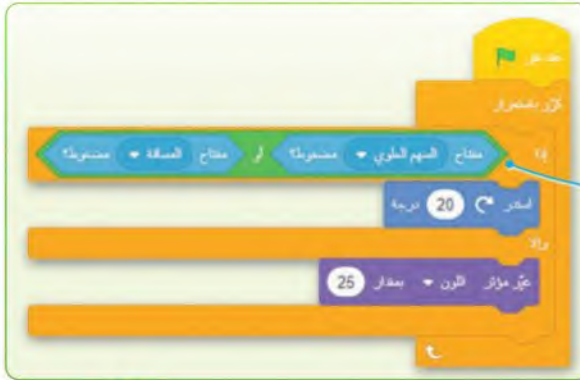 عند نقر
كرّر باستمرار
إذا مفتاح السهم العلوي مضغوط؟ أو مفتاح المسافة مضغوط؟
استدر 20 درجة
وإلا
غيّر مؤثر اللون بمقدار 25